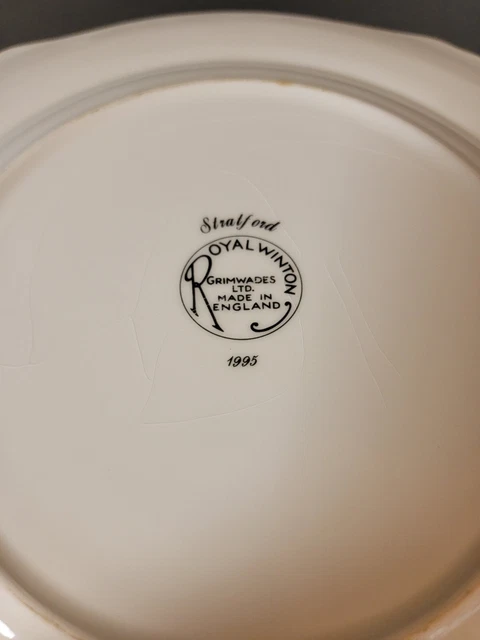 Stratford
ROYAL WINTON
GRIMWADES
LTD.
MADE IN
ENGLAND
1995